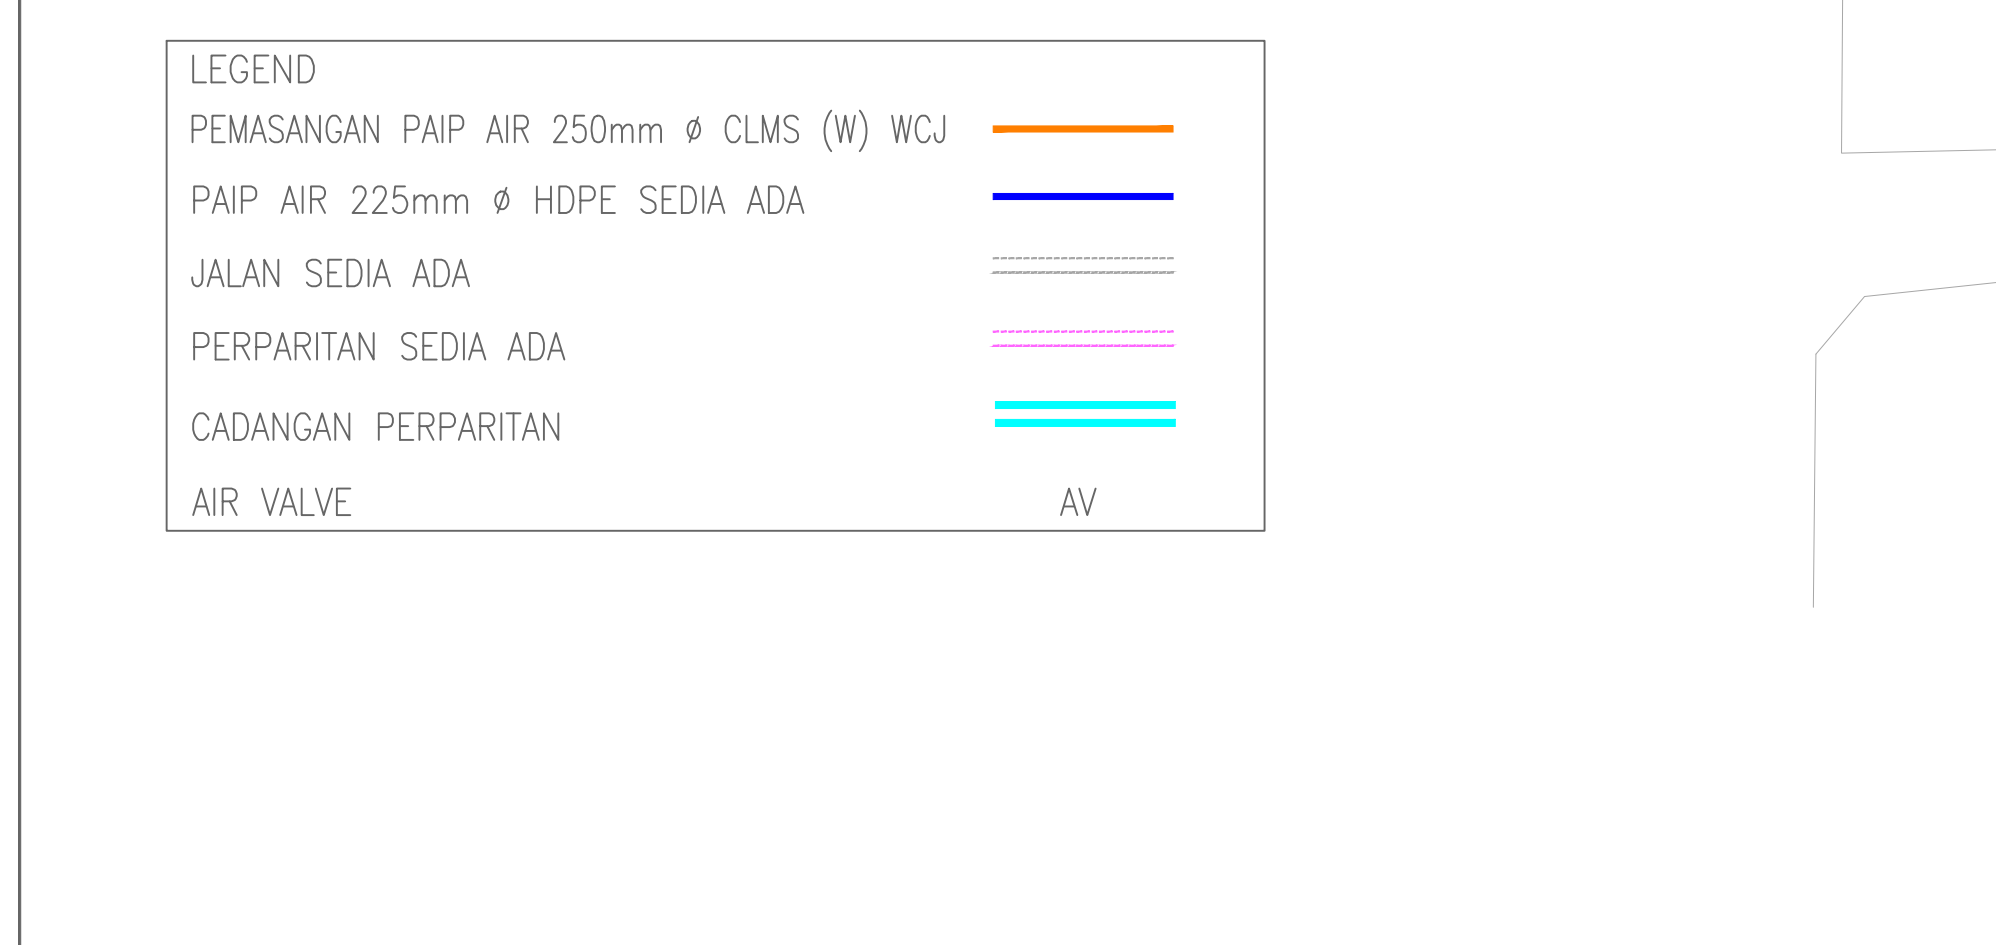 LEGEND
PEMASANGAN PAIP AIR 250mm ø CLMS (W) WCJ
PAIP AIR 225mm ø HDPE SEDIA ADA
JALAN SEDIA ADA
PERPARITAN SEDIA ADA
CADANGAN PERPARITAN
AIR VALVE AV